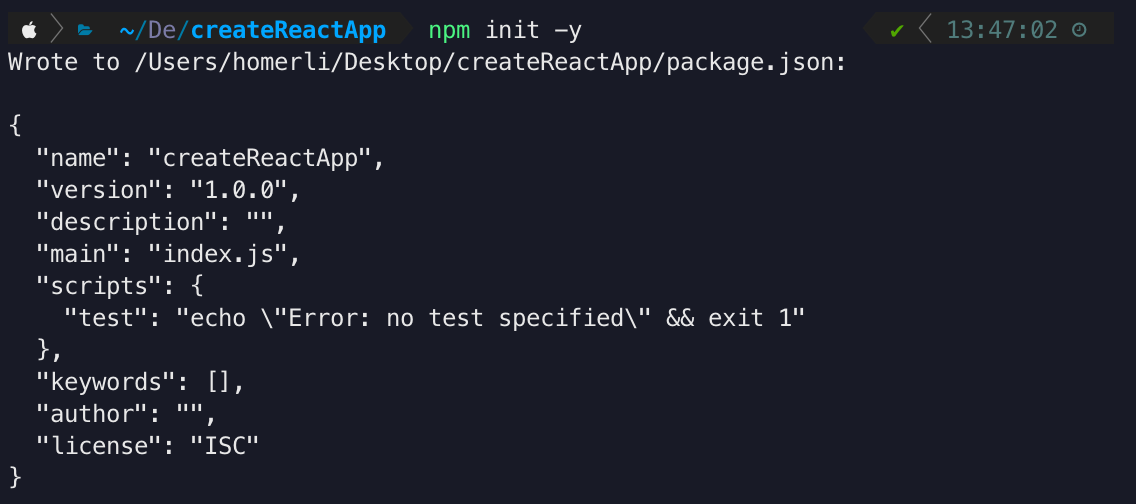 ~/De/createReactApp npm init -y 13:47:02
Wrote to /Users/homerli/Desktop/createReactApp/package.json:
{
  "name": "createReactApp",
  "version": "1.0.0",
  "description": "",
  "main": "index.js",
  "scripts": {
    "test": "echo \"Error: no test specified\" && exit 1"
  },
  "keywords": [],
  "author": "",
  "license": "ISC"
}